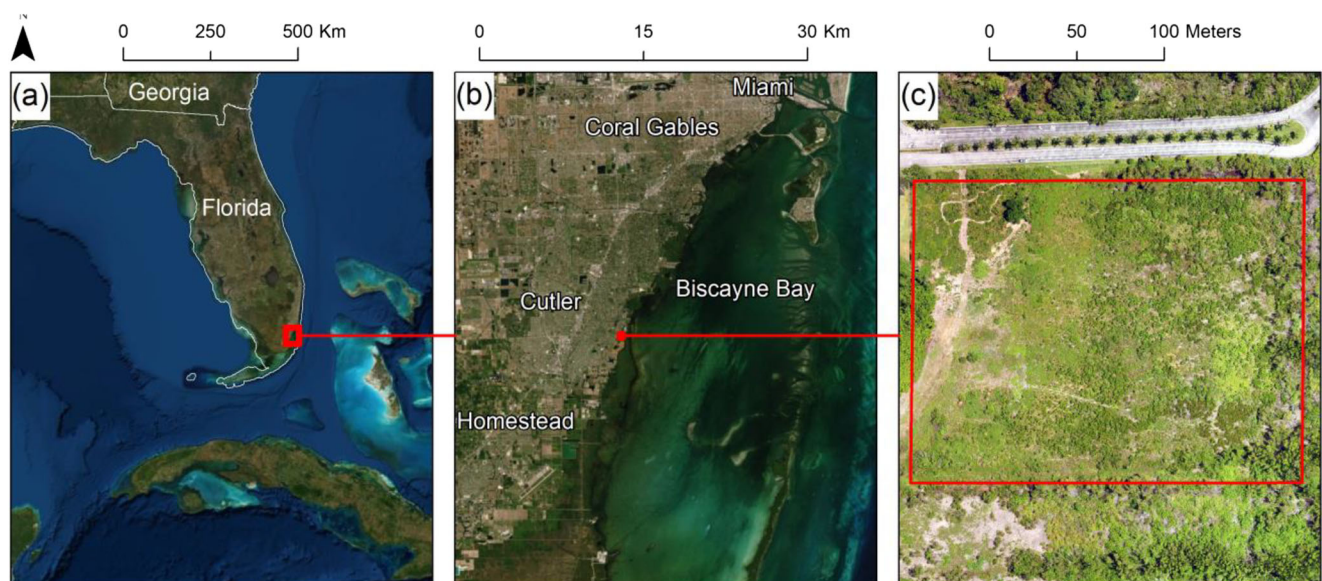 N
0 250 500 Km
0 15 30 Km
0 50 100 Meters
(a)
Georgia
Florida
(b)
Miami
Coral Gables
Cutler
Biscayne Bay
Homestead
(c)